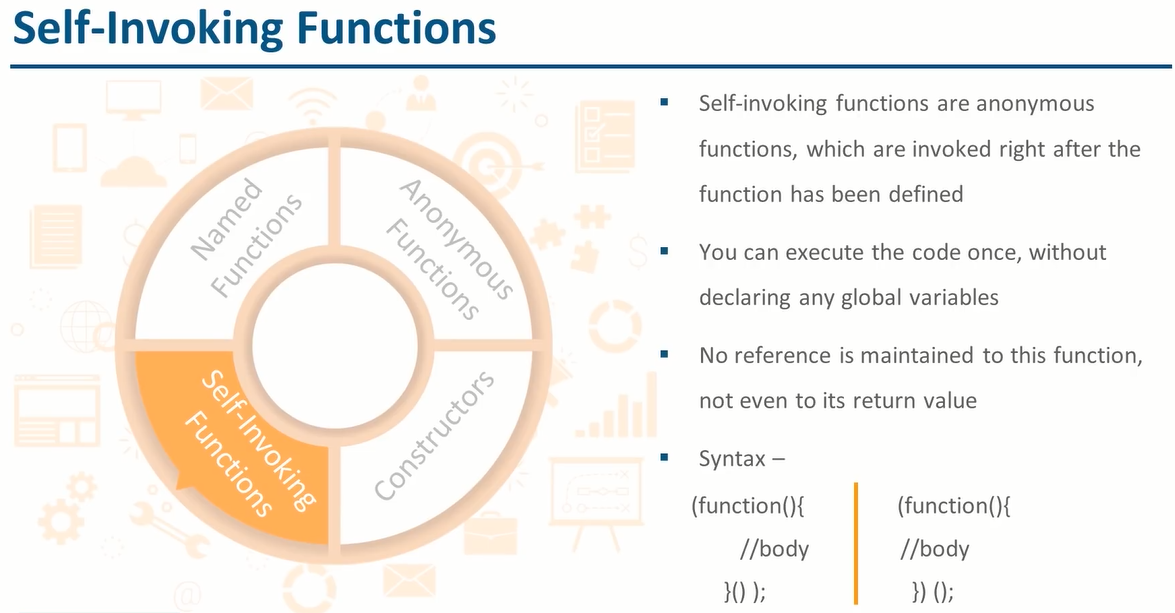 Self-Invoking Functions
Named
Functions
Anonymous
Functions
Self-Invoking
Functions
Constructors
▪ Self-invoking functions are anonymous
functions, which are invoked right after the
function has been defined
▪ You can execute the code once, without
declaring any global variables
▪ No reference is maintained to this function,
not even to its return value
▪ Syntax –
(function(){
//body
}() );
(function(){
//body
}) ();